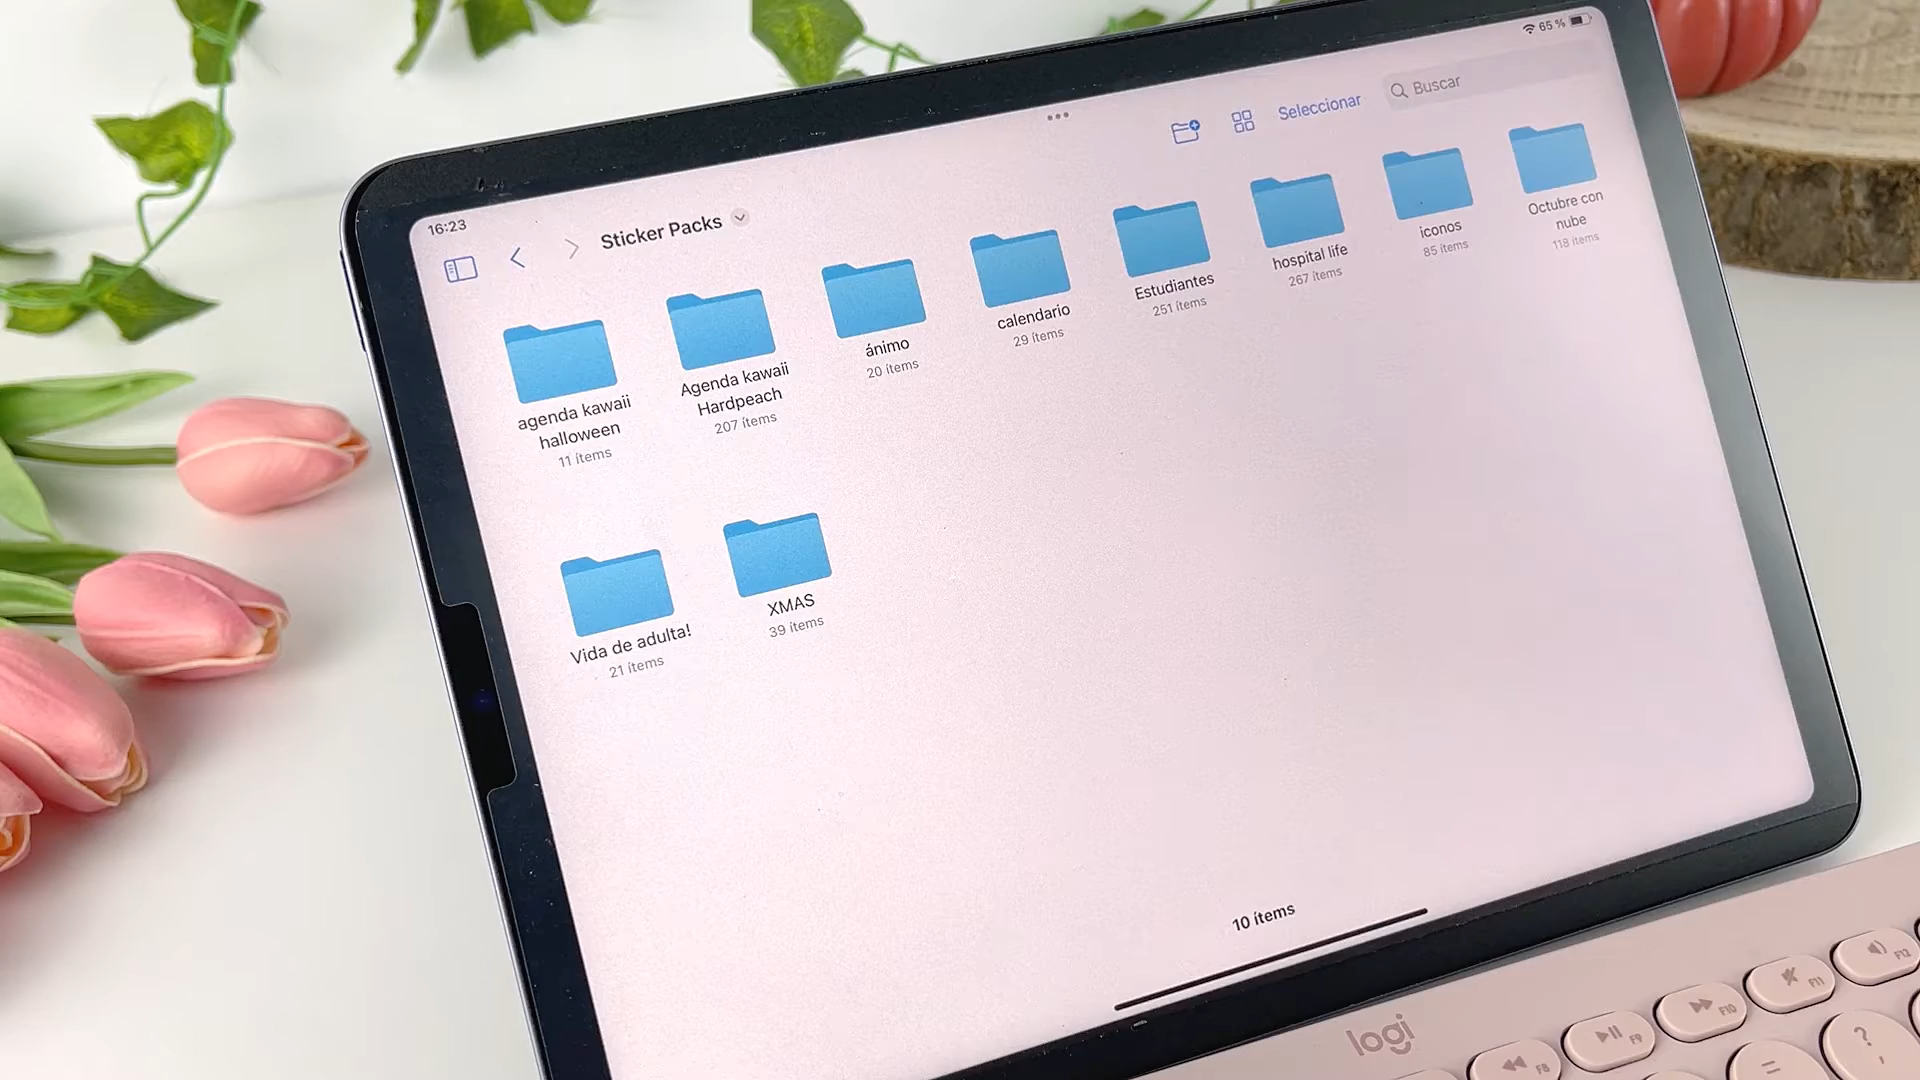 16:23
65 %
Sticker Packs
Seleccionar
Buscar
agenda kawaii
halloween
11 ítems
Agenda kawaii
Hardpeach
207 ítems
ánimo
20 ítems
calendario
29 ítems
Estudiantes
251 ítems
hospital life
267 ítems
iconos
85 ítems
Octubre con
nube
118 ítems
Vida de adulta!
21 ítems
XMAS
39 ítems
10 ítems
logi
F8
F9
F10
F11
F12
=
?
,